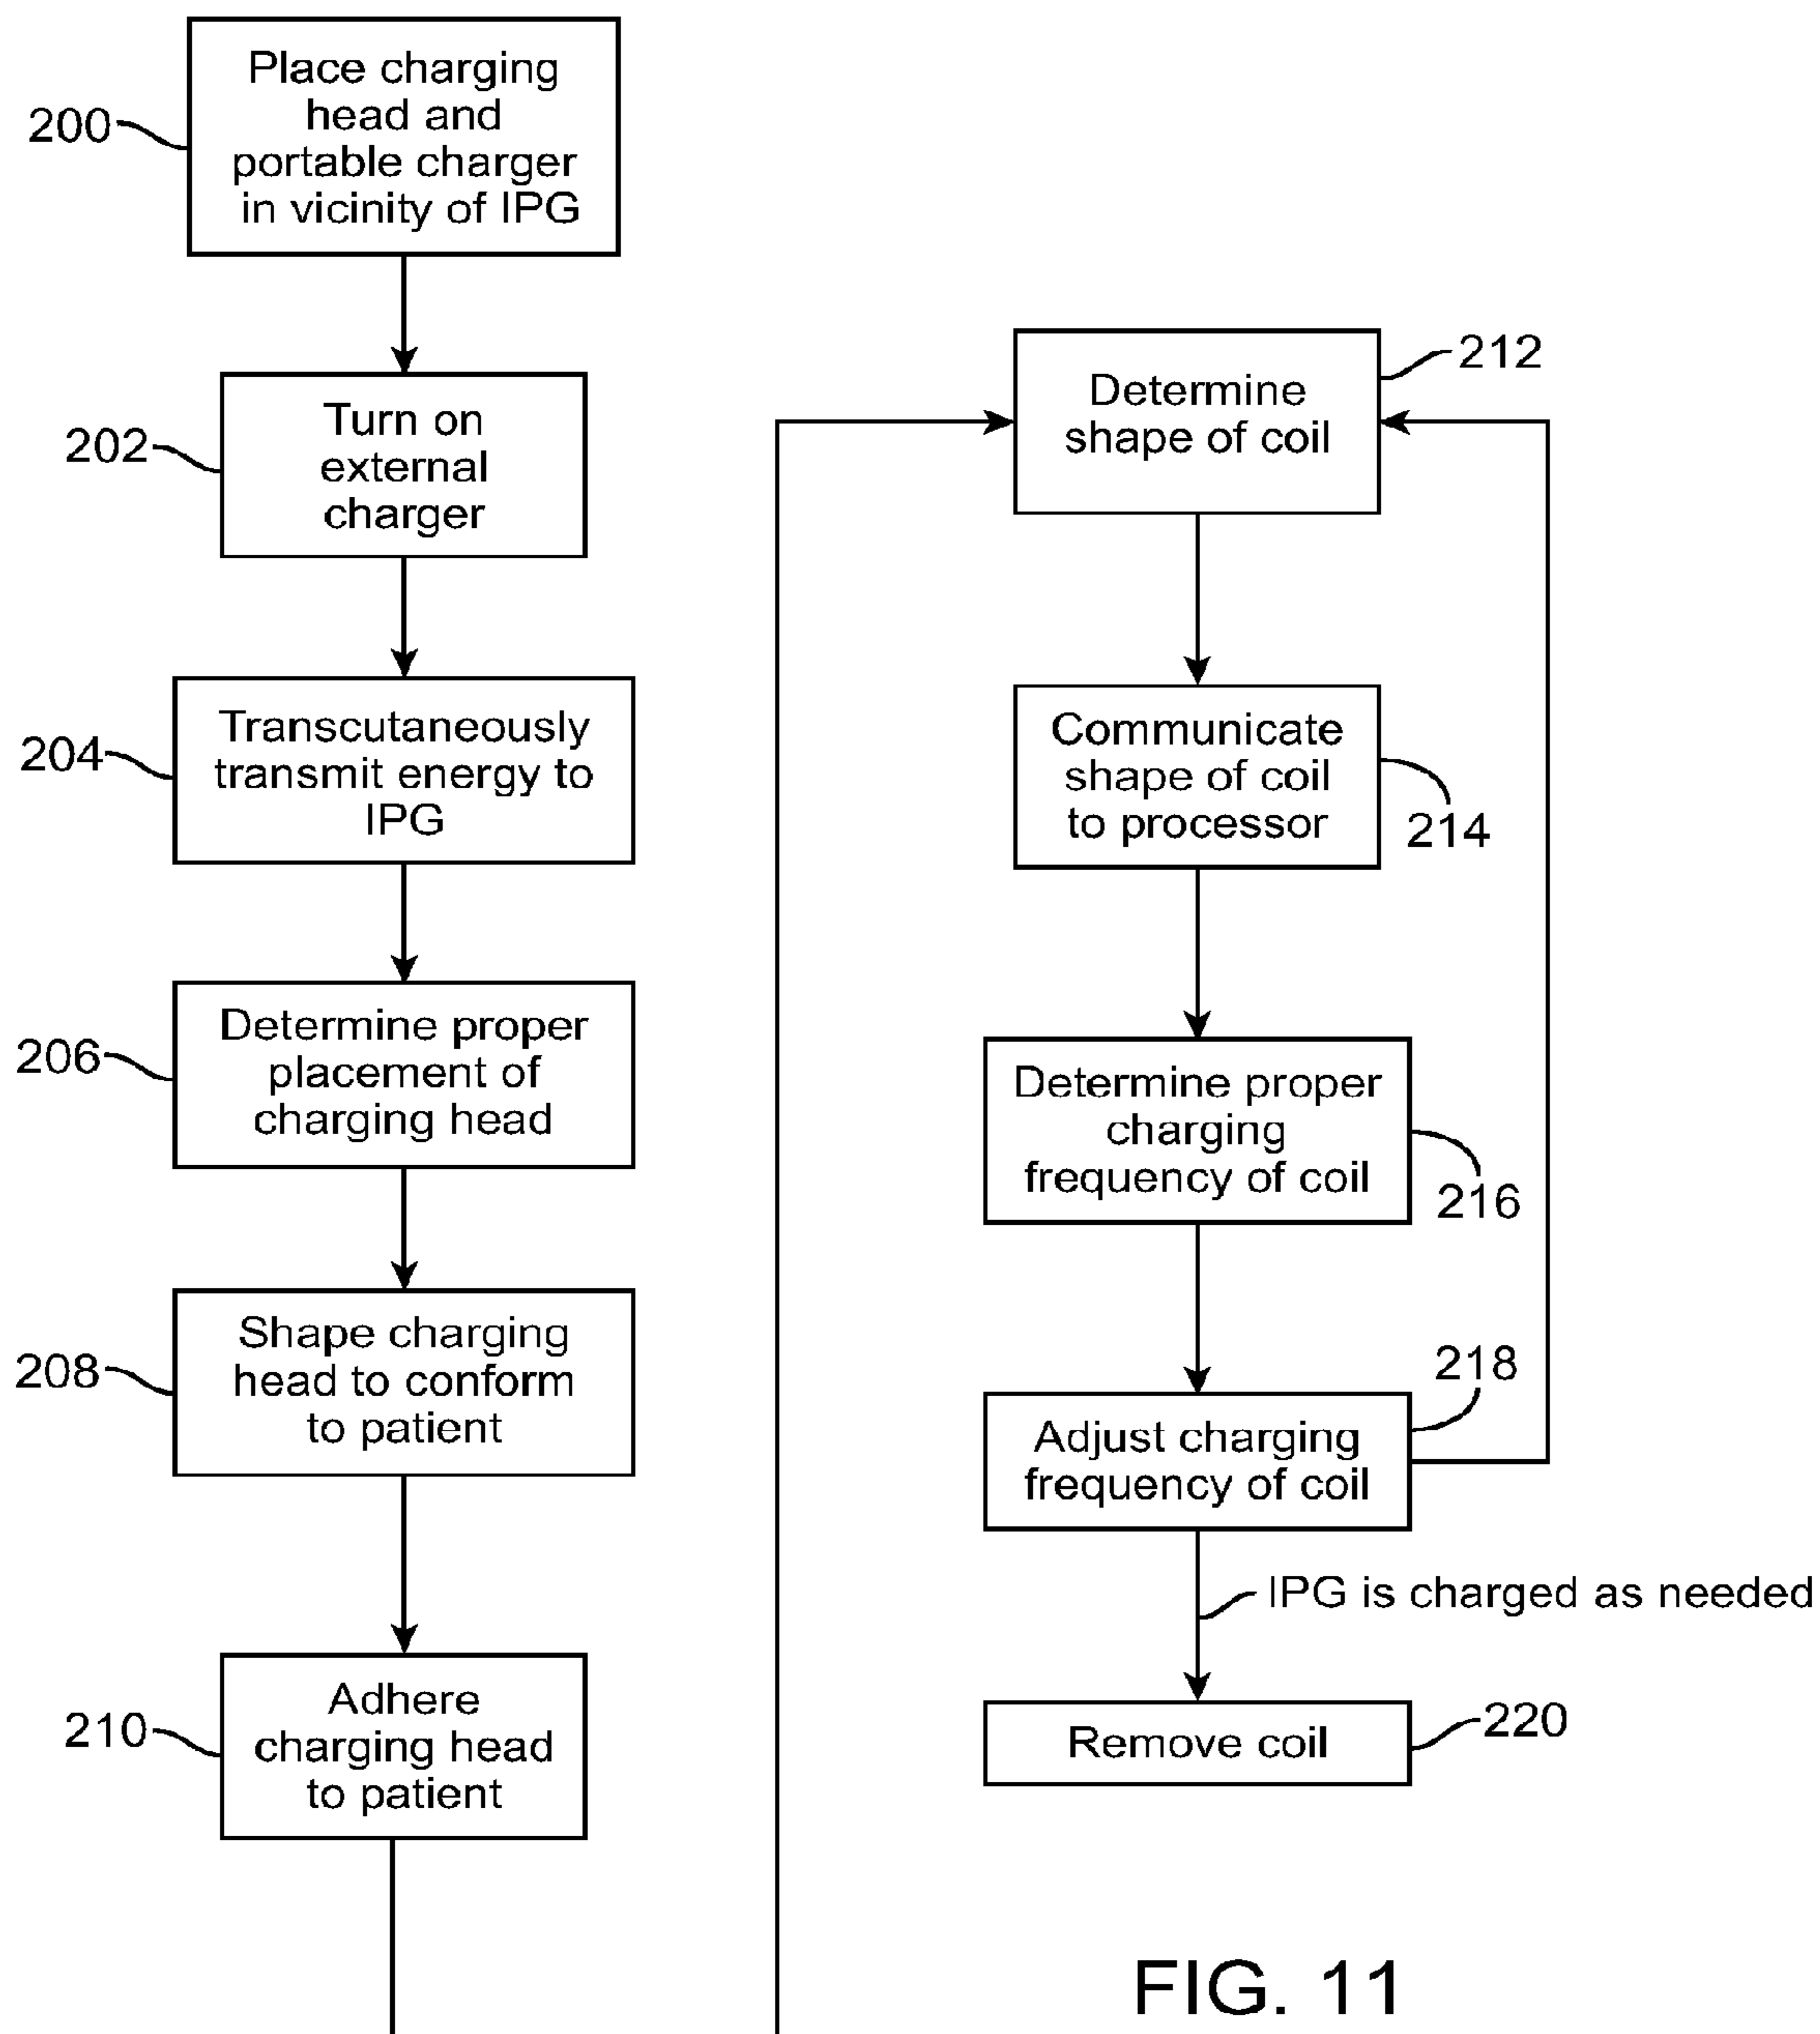 Place charging
head and
portable charger
in vicinity of IPG
200
Turn on
external
charger
202
Transcutaneously
transmit energy to
IPG
204
Determine proper
placement of
charging head
206
Shape charging
head to conform
to patient
208
Adhere
charging head
to patient
210
Determine
shape of coil
212
Communicate
shape of coil
to processor
214
Determine proper
charging
frequency of coil
216
Adjust charging
frequency of coil
218
IPG is charged as needed
Remove coil
220
FIG. 11